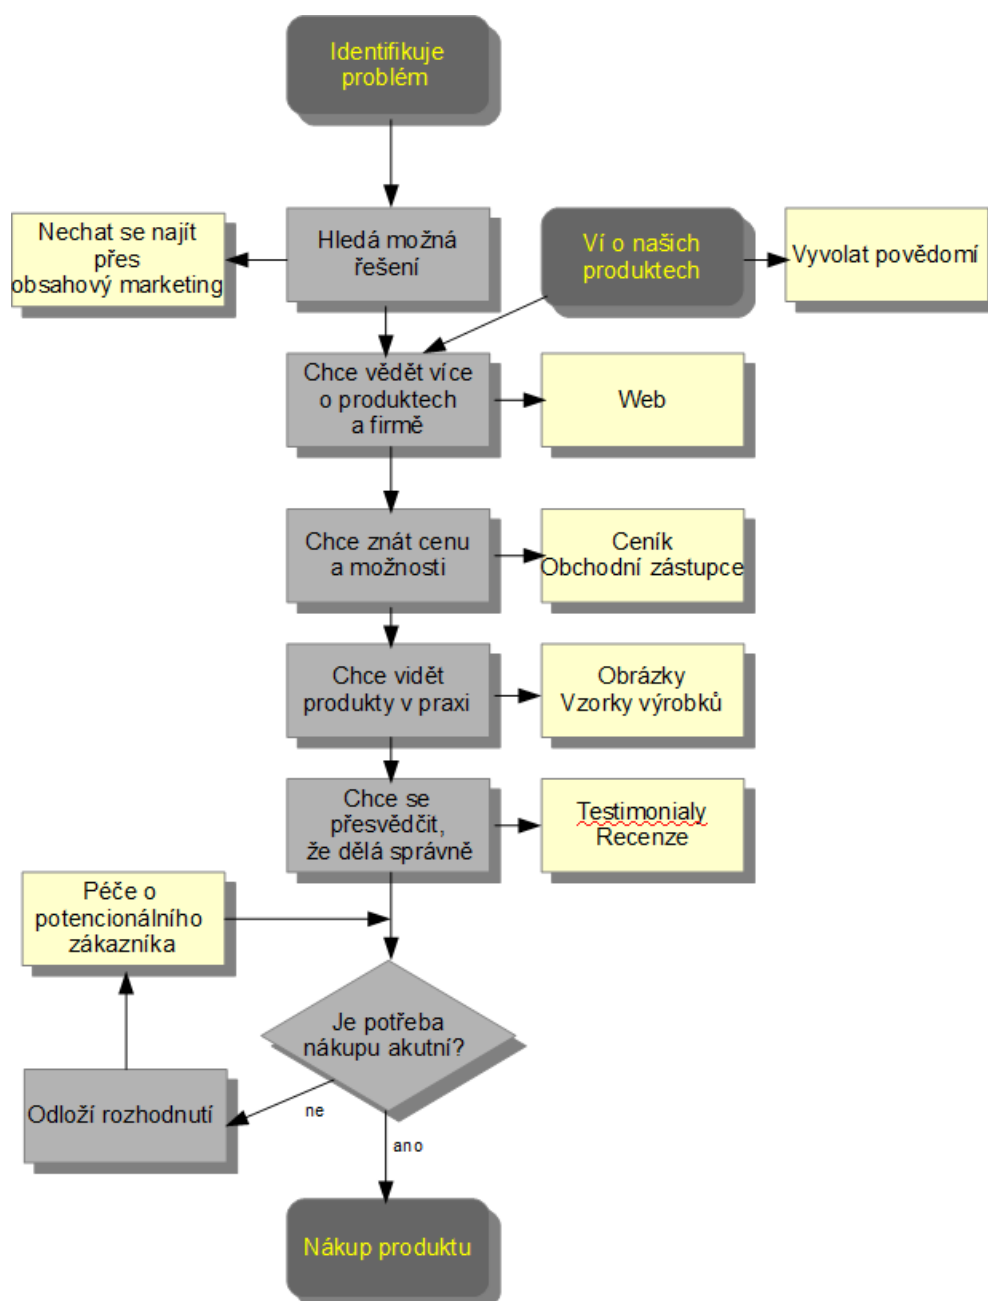 Identifikuje
problém
Nechat se najít
přes
obsahový marketing
Hledá možná
řešení
Ví o našich
produktech
Vyvolat povědomí
Chce vědět více
o produktech
a firmě
Web
Chce znát cenu
a možnosti
Ceník
Obchodní zástupce
Chce vidět
produkty v praxi
Obrázky
Vzorky výrobků
Chce se
přesvědčit,
že dělá správně
Testimonialy
Recenze
Péče o
potencionálního
zákazníka
Je potřeba
nákupu akutní?
Odloží rozhodnutí
ne
ano
Nákup produktu